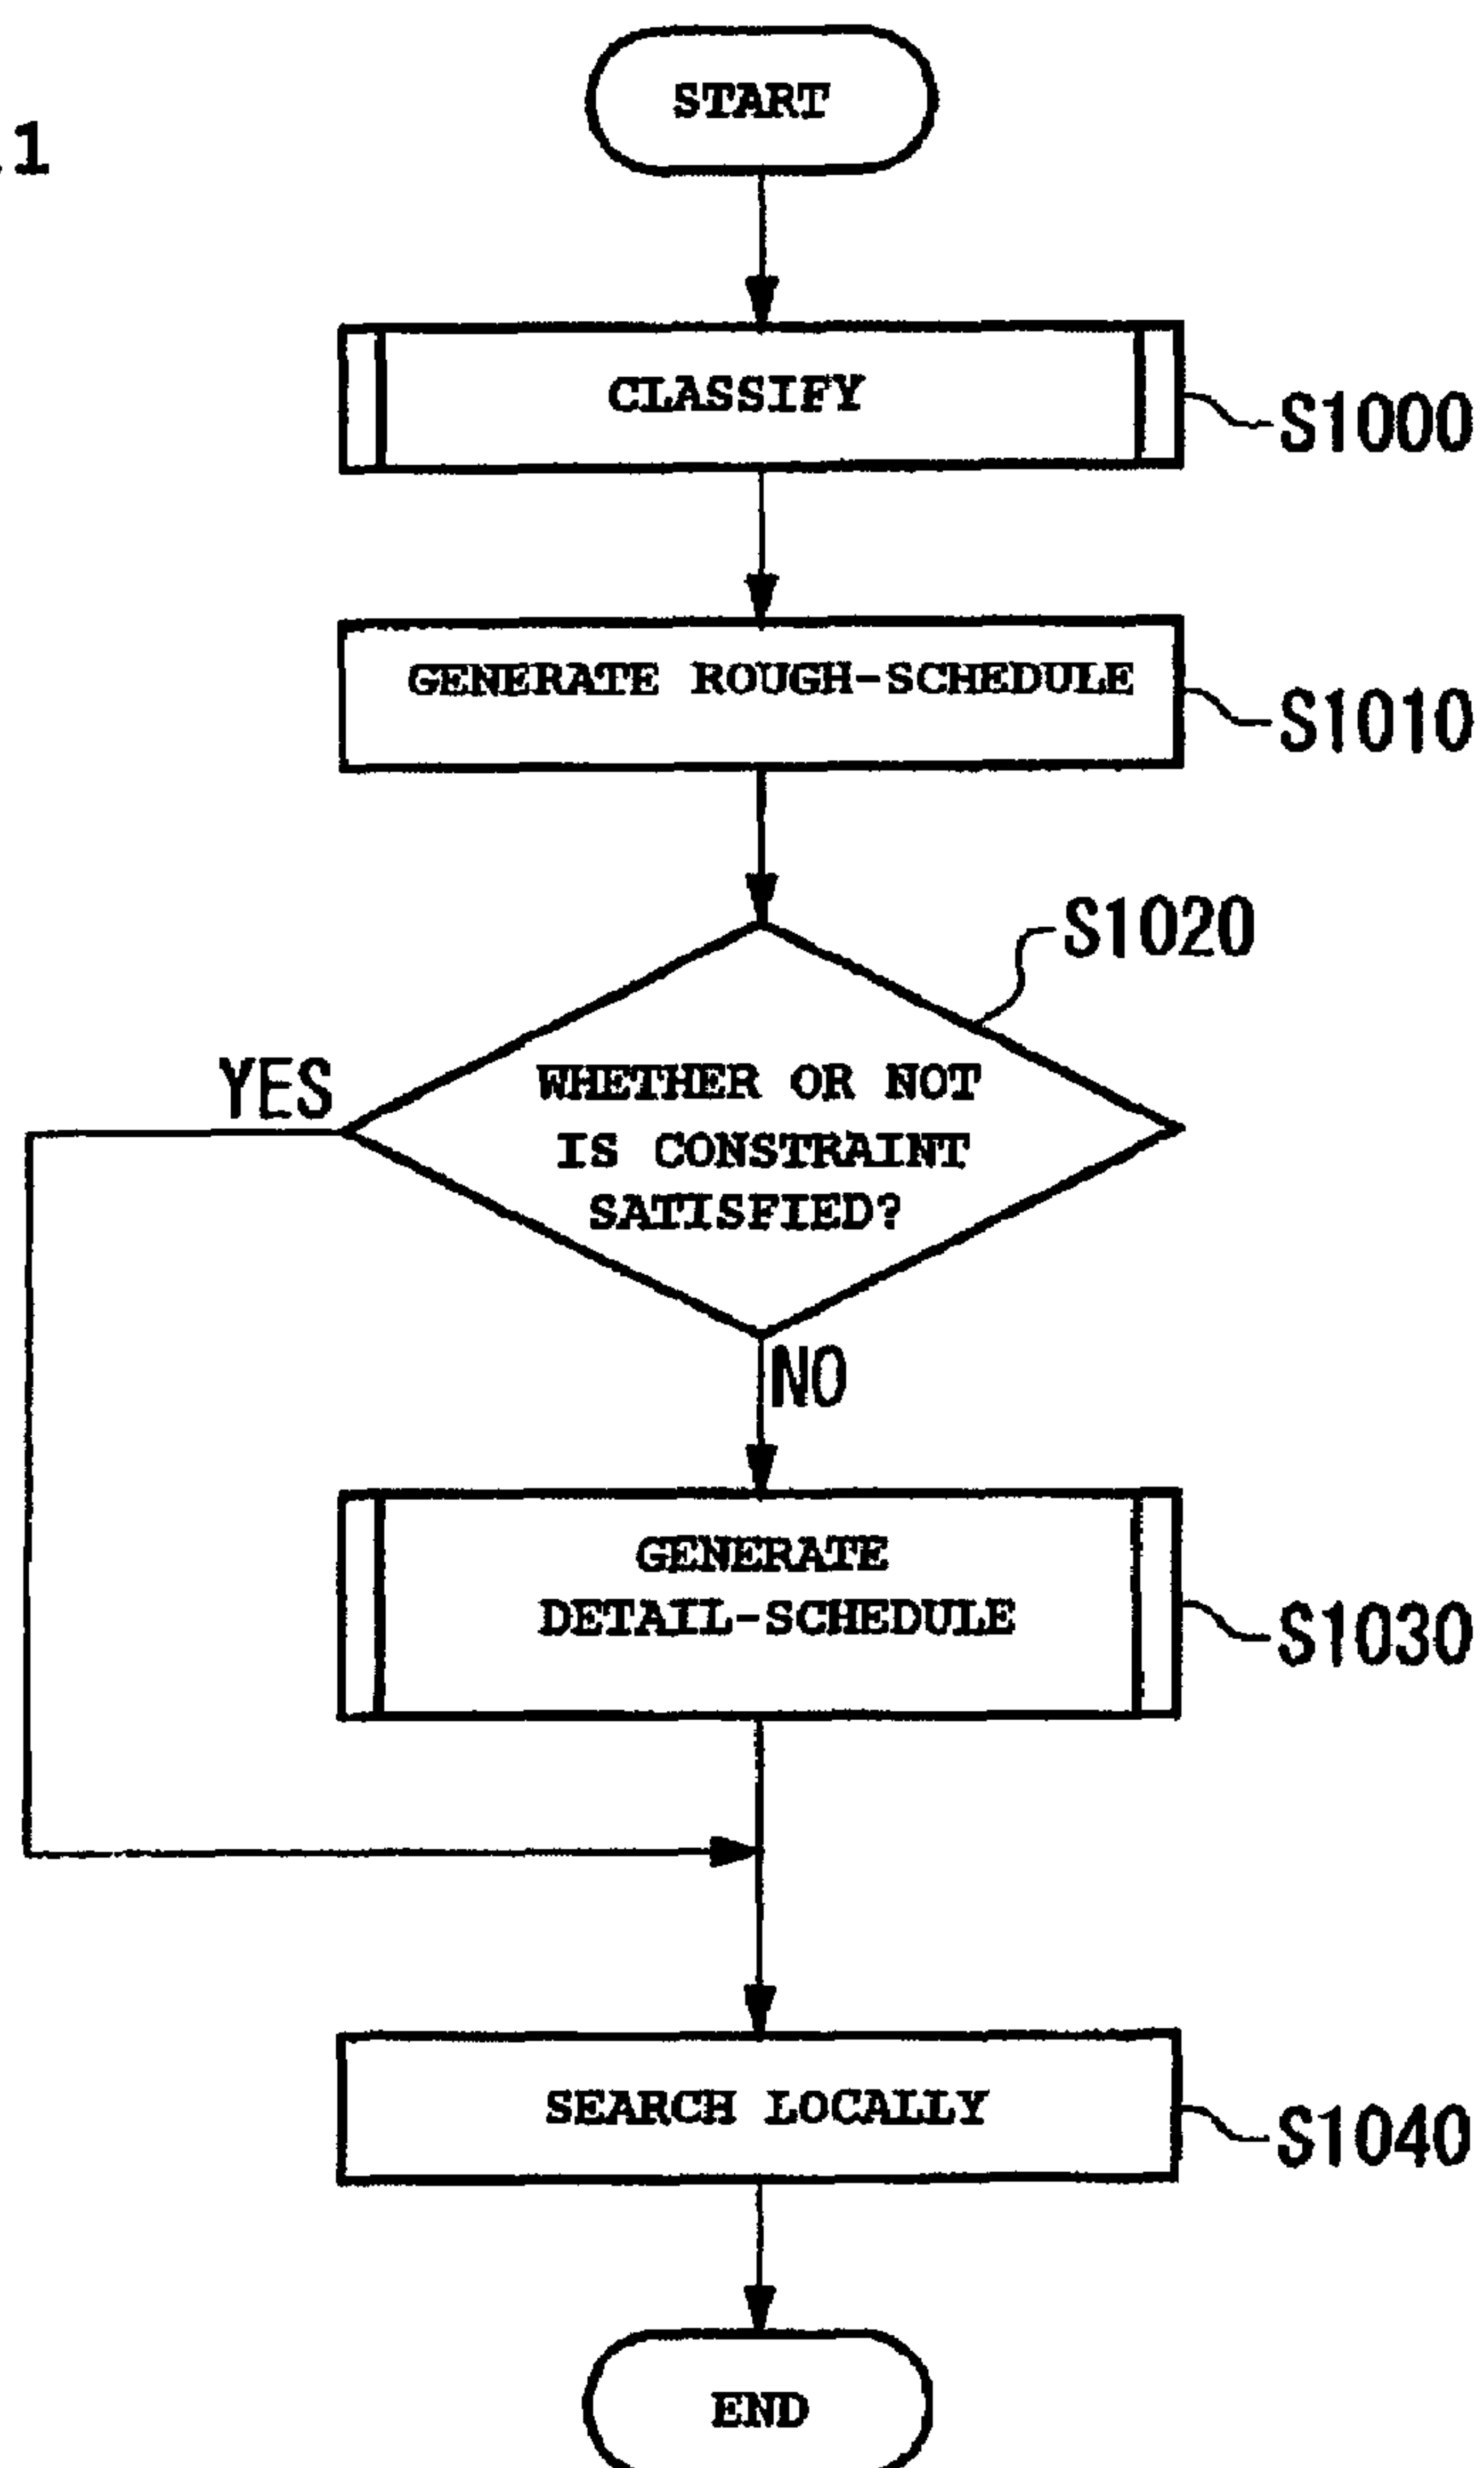 START
.1
CLASSIFY
S1000
GENERATE ROUGH-SCHEDULE
S1010
S1020
YES
WHETHER OR NOT
IS CONSTRAINT
SATISFIED?
NO
GENERATE
DETAIL-SCHEDULE
S1030
SEARCH LOCALLY
S1040
END